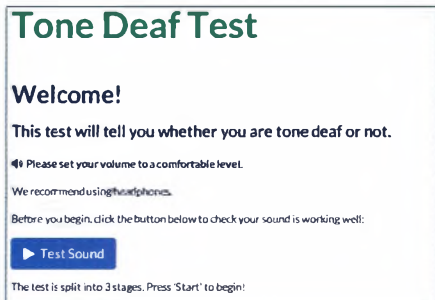 Tone Deaf Test
Welcome!
This test will tell you whether you are tone deaf or not.
Please set your volume to a comfortable level.
We recommend using headphones.
Before you begin, click the button below to check your sound is working well:
Test Sound
The test is split into 3 stages. Press 'Start' to begin!